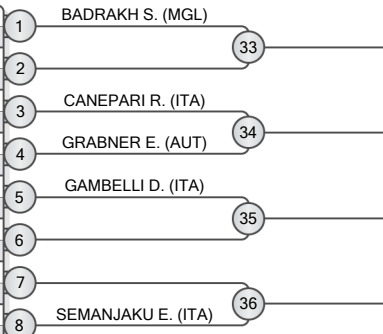 1 BADRAKH S. (MGL)
33
2
3 CANEPARI R. (ITA)
34
4 GRABNER E. (AUT)
5 GAMBELLI D. (ITA)
35
6
7
36
8 SEMANJAKU E. (ITA)